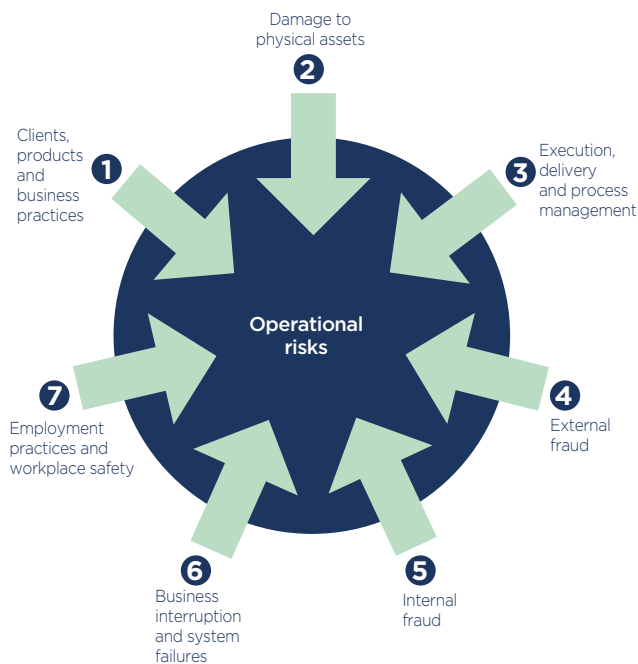 Damage to
physical assets
2
Clients,
products
and
business
practices
1
3
Execution,
delivery
and process
management
Operational
risks
7
Employment
practices and
workplace safety
4
External
fraud
6
Business
interruption
and system
failures
5
Internal
fraud